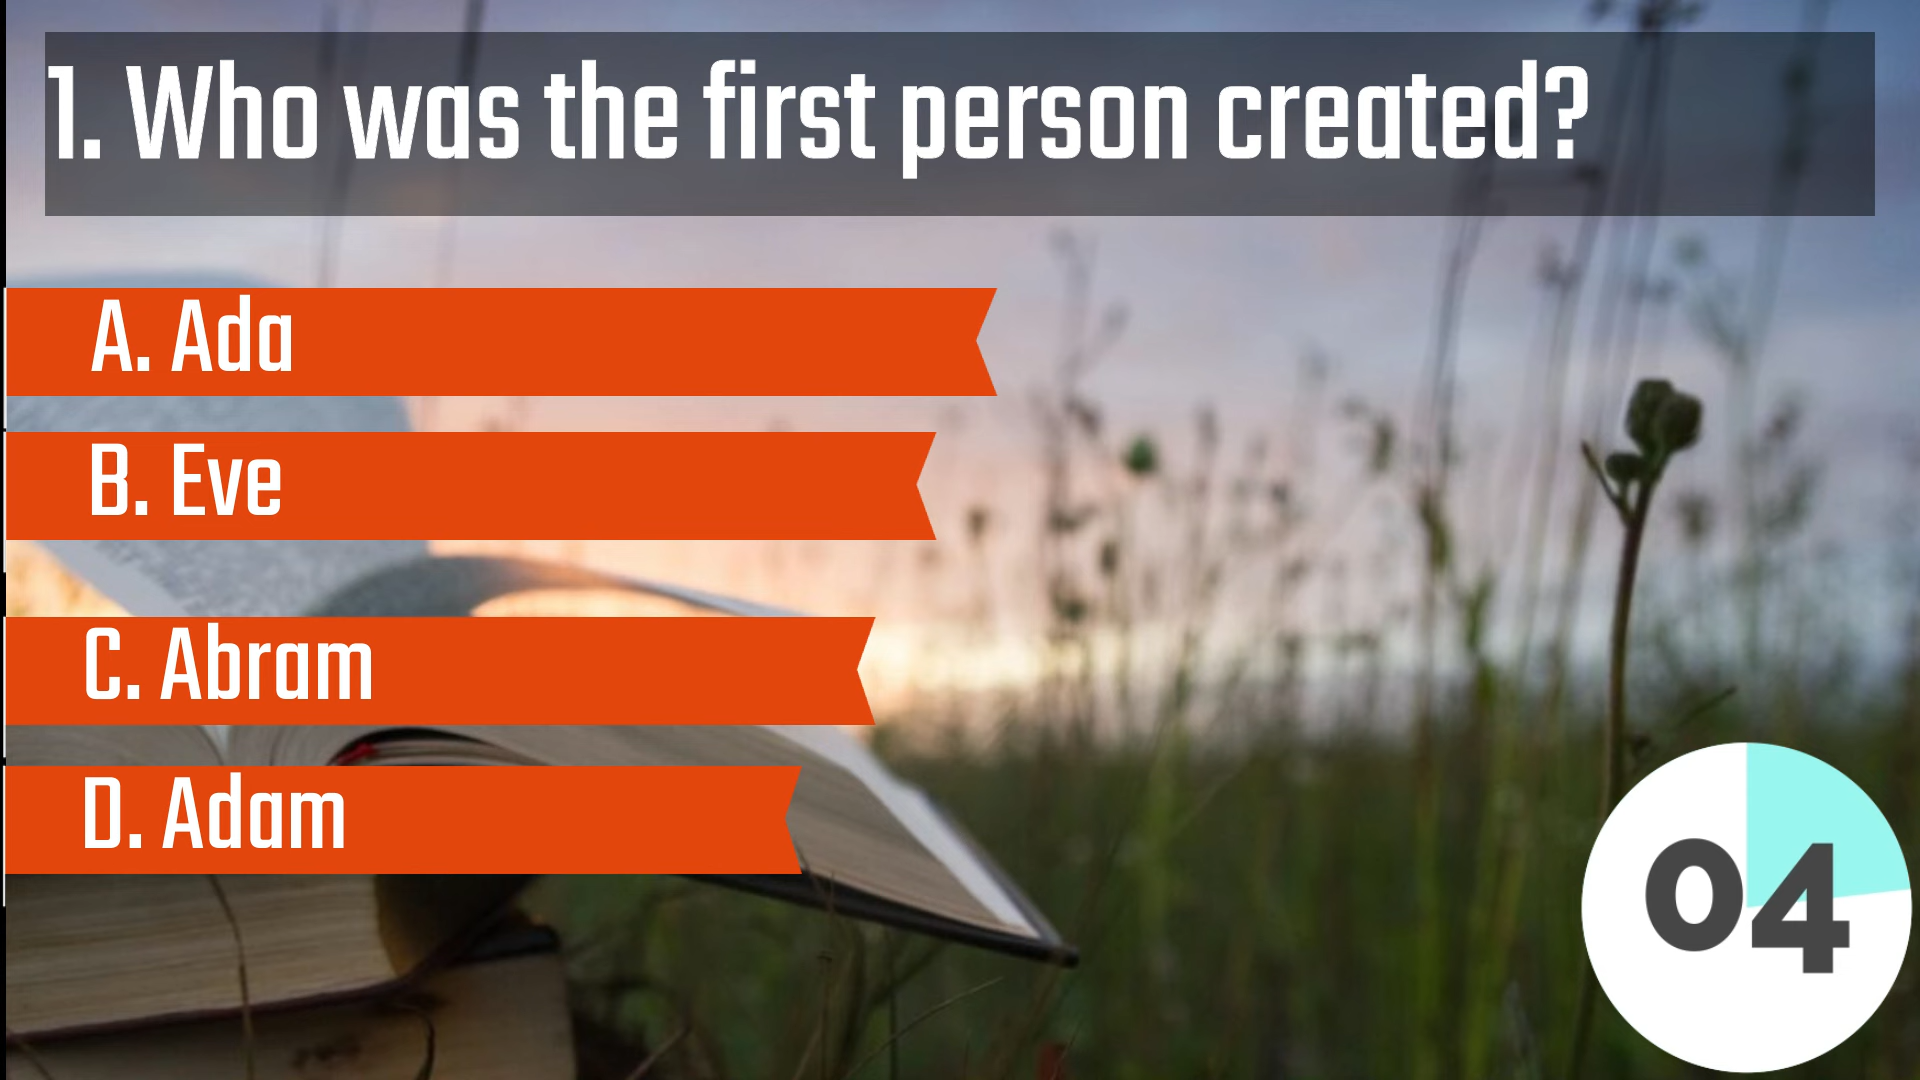 1. Who was the first person created?
A. Ada
B. Eve
C. Abram
D. Adam
04